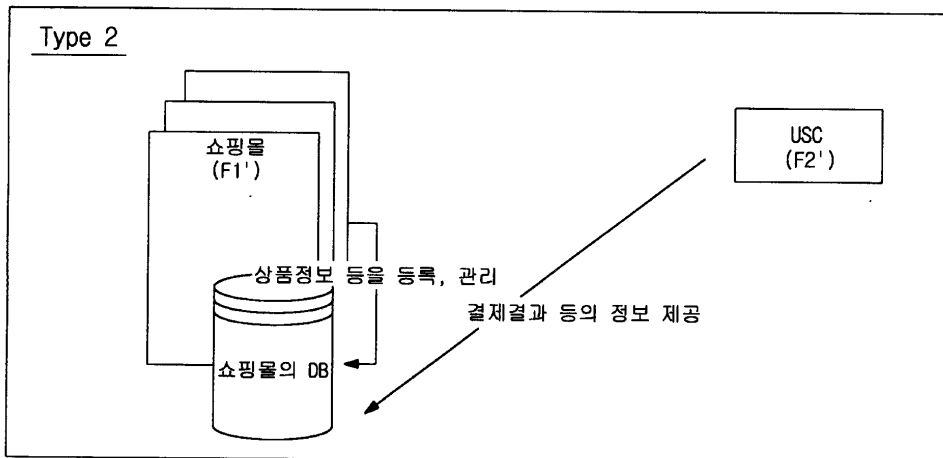 Type 2
쇼핑몰
(F1')
USC
(F2')
상품정보 등을 등록, 관리
결제결과 등의 정보 제공
쇼핑몰의 DB